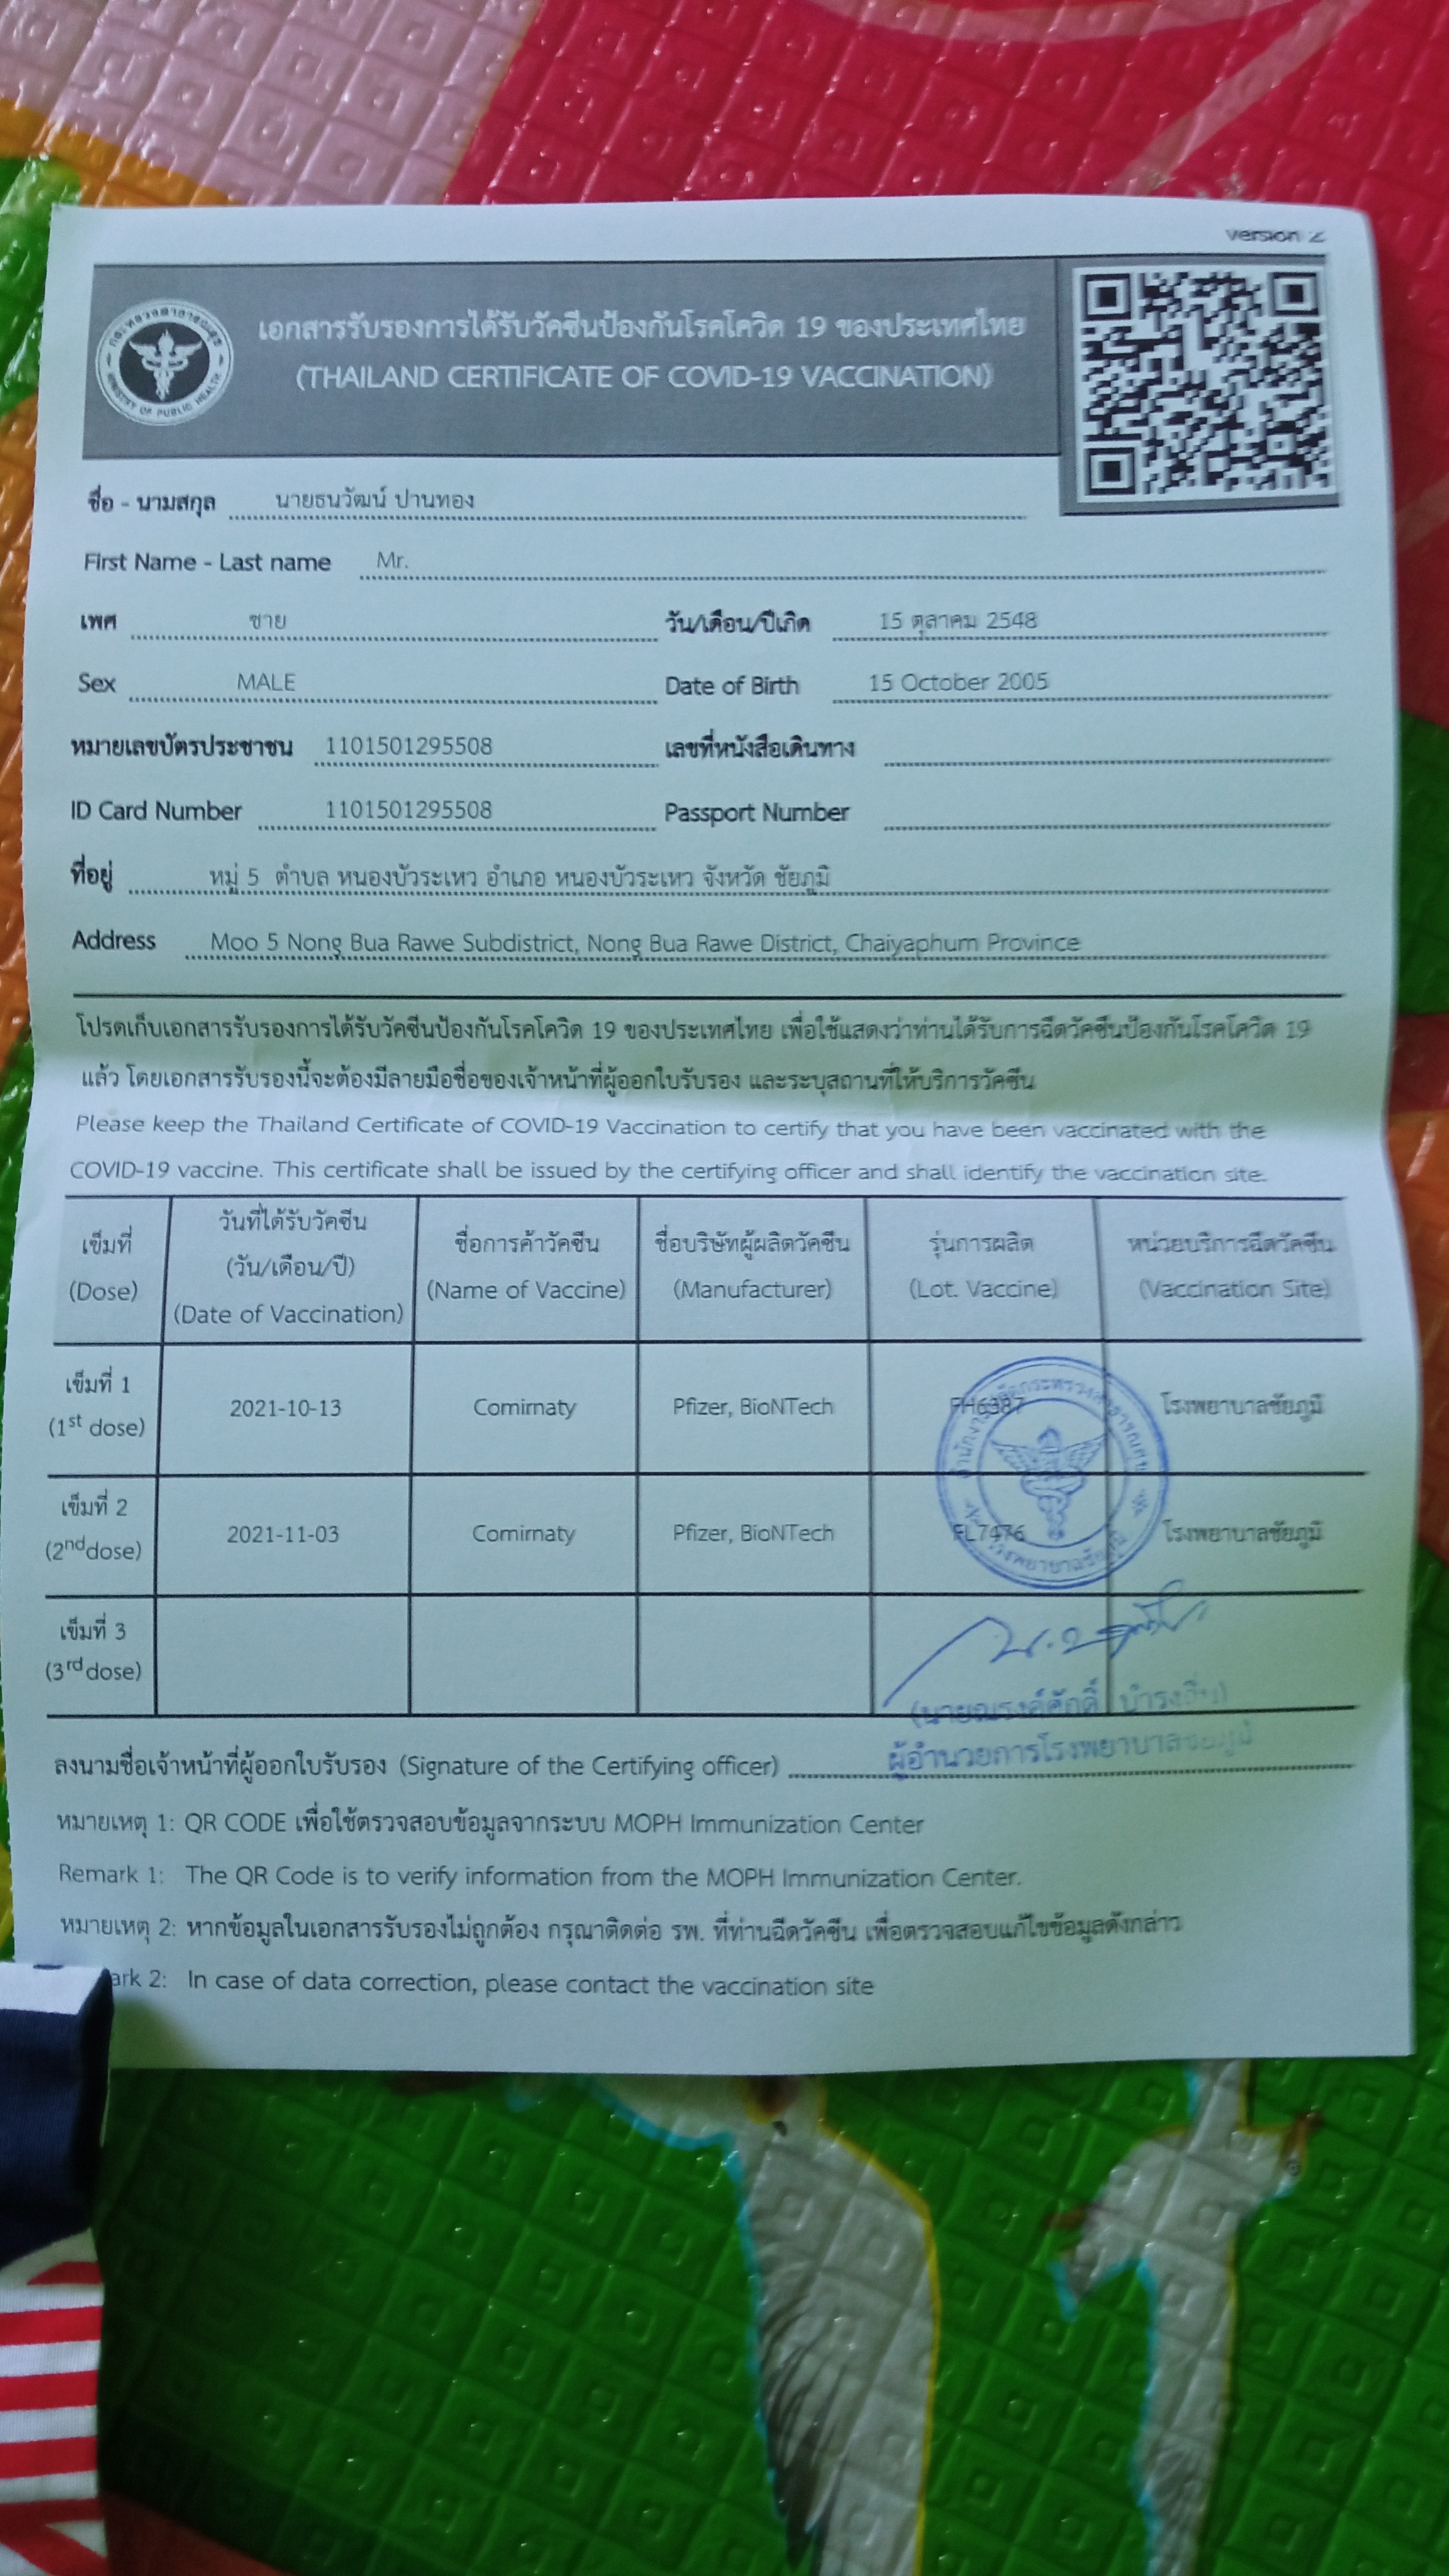 Version 2
เอกสารรับรองการได้รับวัคซีนป้องกันโรคโควิด 19 ของประเทศไทย
(THAILAND CERTIFICATE OF COVID-19 VACCINATION)
กระทรวงสาธารณสุข
MINISTRY OF PUBLIC HEALTH
ชื่อ - นามสกุล นายธนวัฒน์ ปานทอง
First Name - Last name Mr.
เพศ ชาย วัน/เดือน/ปีเกิด 15 ตุลาคม 2548
Sex MALE Date of Birth 15 October 2005
หมายเลขบัตรประชาชน 1101501295508 เลขที่หนังสือเดินทาง
ID Card Number 1101501295508 Passport Number
ที่อยู่ หมู่ 5 ตำบล หนองบัวระเหว อำเภอ หนองบัวระเหว จังหวัด ชัยภูมิ
Address Moo 5 Nong Bua Rawe Subdistrict, Nong Bua Rawe District, Chaiyaphum Province
โปรดเก็บเอกสารรับรองการได้รับวัคซีนป้องกันโรคโควิด 19 ของประเทศไทย เพื่อใช้แสดงว่าท่านได้รับการฉีดวัคซีนป้องกันโรคโควิด 19
แล้ว โดยเอกสารรับรองนี้จะต้องมีลายมือชื่อของเจ้าหน้าที่ผู้ออกใบรับรอง และระบุสถานที่ให้บริการวัคซีน
Please keep the Thailand Certificate of COVID-19 Vaccination to certify that you have been vaccinated with the
COVID-19 vaccine. This certificate shall be issued by the certifying officer and shall identify the vaccination site.
เข็มที่ (Dose)
วันที่ได้รับวัคซีน (วัน/เดือน/ปี) (Date of Vaccination)
ชื่อการค้าวัคซีน (Name of Vaccine)
ชื่อบริษัทผู้ผลิตวัคซีน (Manufacturer)
รุ่นการผลิต (Lot. Vaccine)
หน่วยบริการฉีดวัคซีน (Vaccination Site)
เข็มที่ 1 (1st dose) 2021-10-13 Comirnaty Pfizer, BioNTech FH6387 โรงพยาบาลชัยภูมิ
เข็มที่ 2 (2nd dose) 2021-11-03 Comirnaty Pfizer, BioNTech FL7476 โรงพยาบาลชัยภูมิ
เข็มที่ 3 (3rd dose)
โรงพยาบาลชัยภูมิ
(นายณรงค์ศักดิ์
ผู้อำนวยการโรงพยาบาลชัยภูมิ
ลงนามชื่อเจ้าหน้าที่ผู้ออกใบรับรอง (Signature of the Certifying officer)
หมายเหตุ 1: QR CODE เพื่อใช้ตรวจสอบข้อมูลจากระบบ MOPH Immunization Center
Remark 1: The QR Code is to verify information from the MOPH Immunization Center.
หมายเหตุ 2: หากข้อมูลในเอกสารรับรองไม่ถูกต้อง กรุณาติดต่อ รพ. ที่ท่านฉีดวัคซีน เพื่อตรวจสอบแก้ไขข้อมูลดังกล่าว
ark 2: In case of data correction, please contact the vaccination site